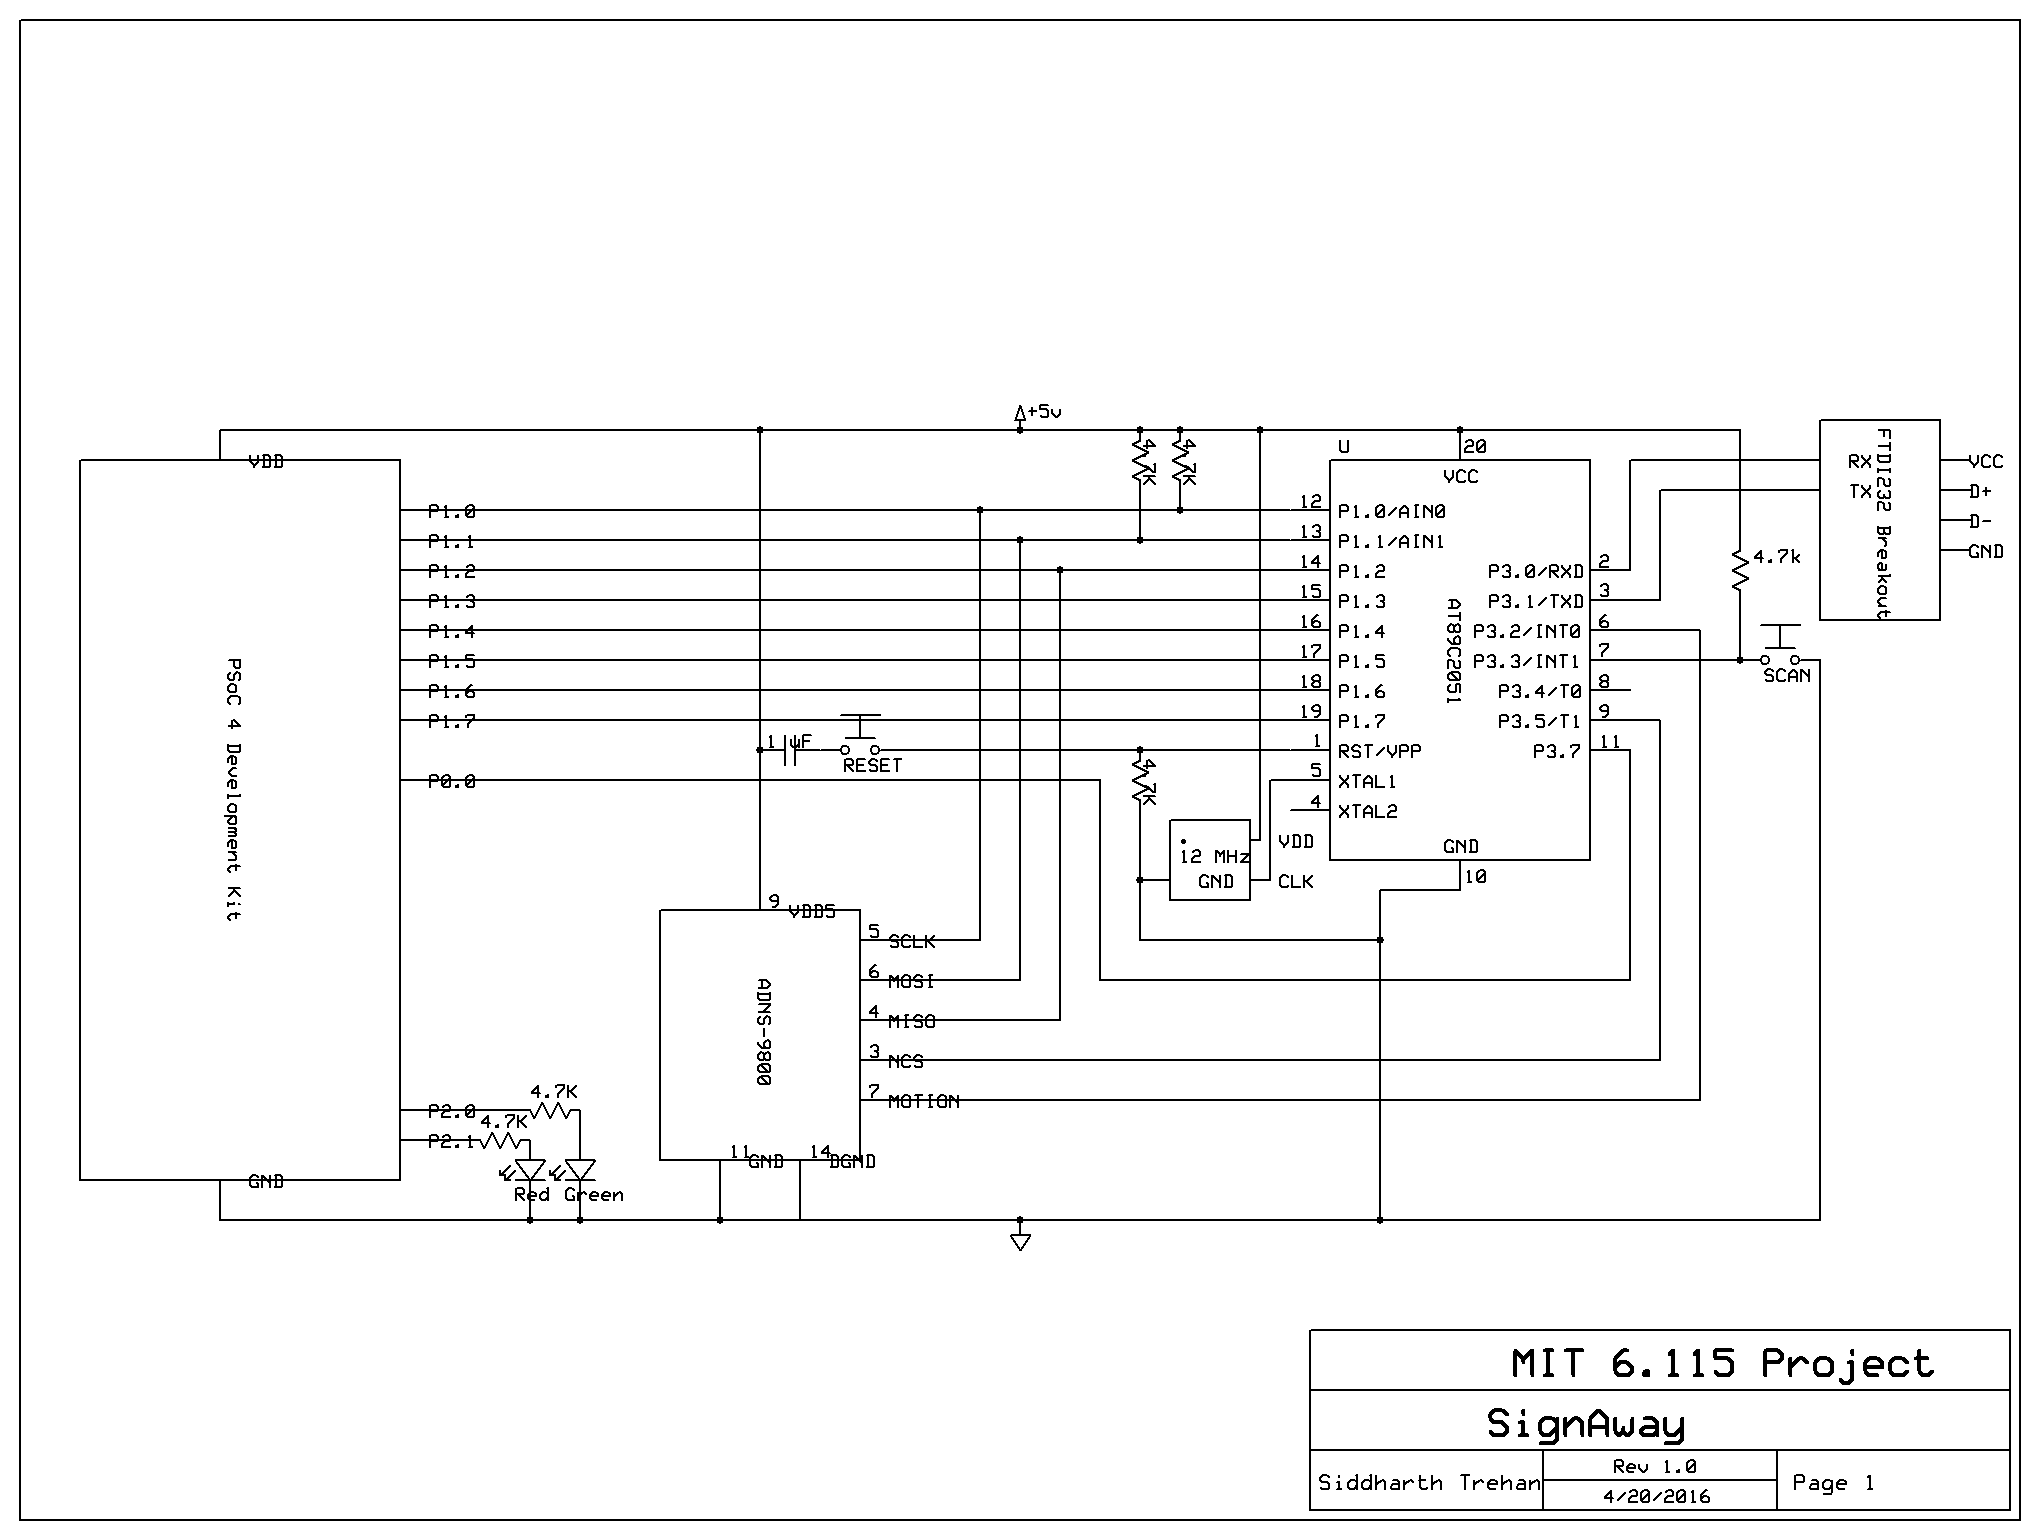 +5v
VDD
P1.0
P1.1
P1.2
P1.3
P1.4
P1.5
P1.6
P1.7
P0.0
PSoC 4 Development Kit
P2.0
P2.1
GND
4.7K
4.7K
Red
Green
1 uF
RESET
9
VDD5
5 SCLK
6 MOSI
4 MISO
3 NCS
7 MOTION
ADNS-9800
11 GND
14 DGND
4.7K
4.7K
4.7K
12 MHz
VDD
GND
CLK
U
20
VCC
12 P1.0/AIN0
13 P1.1/AIN1
14 P1.2
15 P1.3
16 P1.4
17 P1.5
18 P1.6
19 P1.7
1 RST/VPP
5 XTAL1
4 XTAL2
AT89C2051
P3.0/RXD 2
P3.1/TXD 3
P3.2/INT0 6
P3.3/INT1 7
P3.4/T0 8
P3.5/T1 9
P3.7 11
GND
10
4.7k
SCAN
RX
TX
FTDI232 Breakout
VCC
D+
D-
GND
MIT 6.115 Project
SignAway
Siddharth Trehan
Rev 1.0
4/20/2016
Page 1